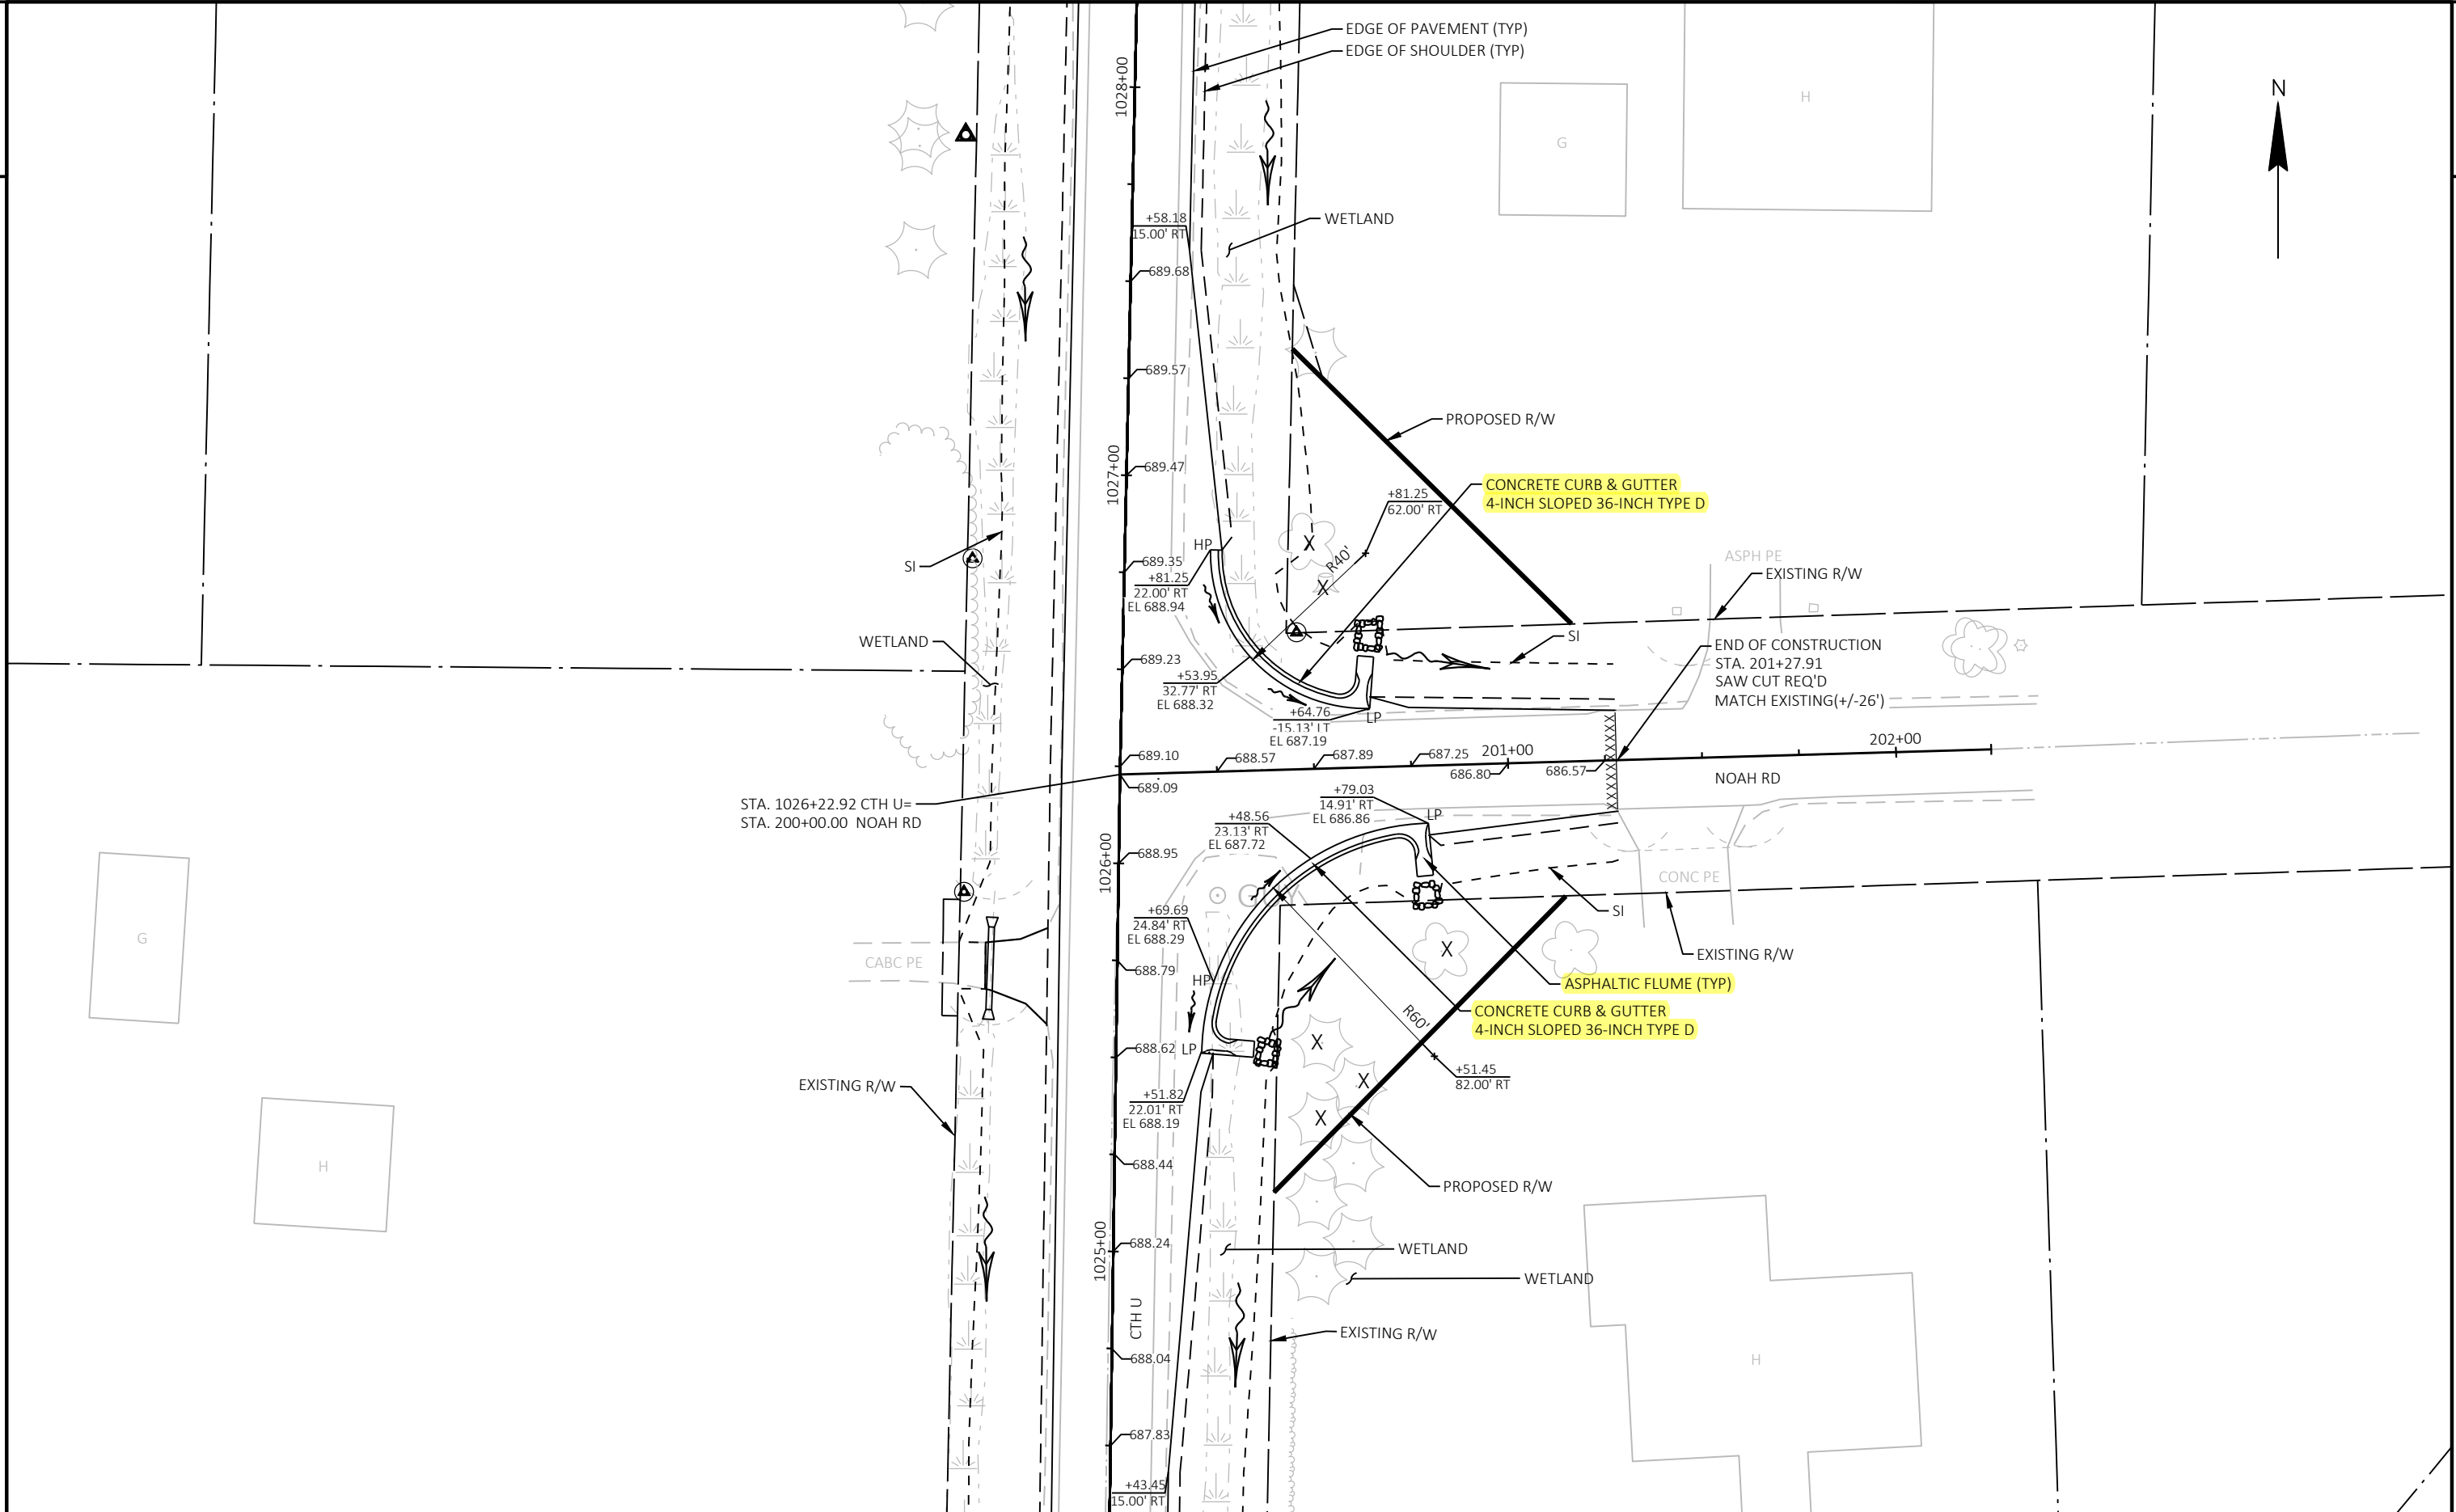 EDGE OF PAVEMENT (TYP)
EDGE OF SHOULDER (TYP)
1028+00
N
H
G
+58.18
15.00' RT
WETLAND
689.68
689.57
PROPOSED R/W
1027+00
689.47
CONCRETE CURB & GUTTER
4-INCH SLOPED 36-INCH TYPE D
+81.25
62.00' RT
HP
X
R40'
X
689.35
+81.25
22.00' RT
EL 688.94
SI
ASPH PE
EXISTING R/W
WETLAND
SI
END OF CONSTRUCTION
STA. 201+27.91
SAW CUT REQ'D
MATCH EXISTING(+/-26')
689.23
+53.95
32.77' RT
EL 688.32
+64.76
-15.13' LT
EL 687.19
LP
689.10
688.57
687.89
687.25
201+00
202+00
686.80
686.57
NOAH RD
689.09
STA. 1026+22.92 CTH U=
STA. 200+00.00 NOAH RD
+79.03
14.91' RT
EL 686.86
LP
+48.56
23.13' RT
EL 687.72
1026+00
688.95
CONC PE
+69.69
24.84' RT
EL 688.29
SI
G
CABC PE
X
EXISTING R/W
688.79
HP
ASPHALTIC FLUME (TYP)
CONCRETE CURB & GUTTER
4-INCH SLOPED 36-INCH TYPE D
R60'
688.62
LP
X
+51.45
82.00' RT
X
EXISTING R/W
+51.82
22.01' RT
EL 688.19
X
688.44
H
PROPOSED R/W
1025+00
688.24
WETLAND
WETLAND
CTH U
EXISTING R/W
688.04
H
687.83
+43.45
15.00' RT